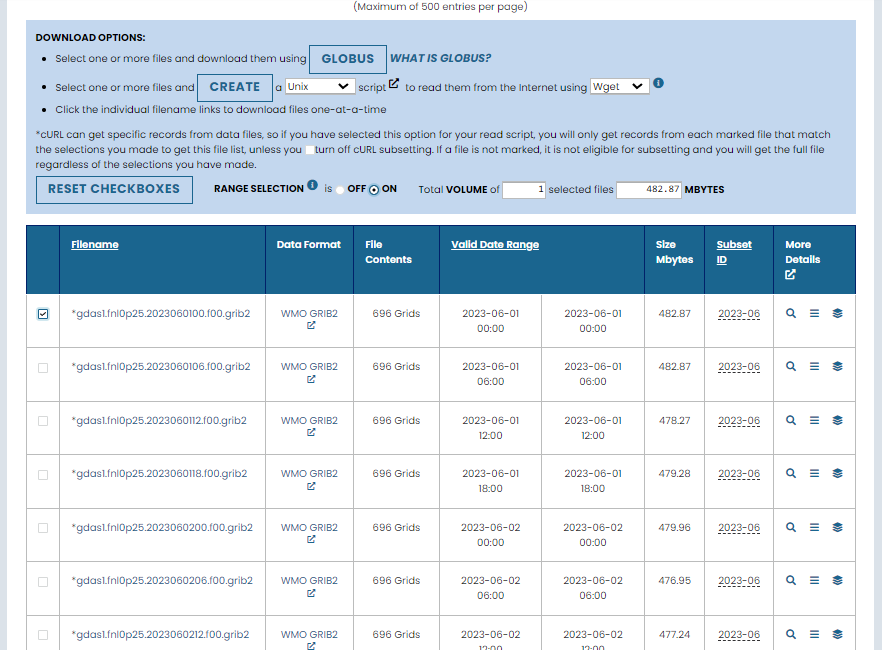 (Maximum of 500 entries per page)
DOWNLOAD OPTIONS:
Select one or more files and download them using GLOBUS WHAT IS GLOBUS?
Select one or more files and CREATE a Unix script to read them from the Internet using Wget
Click the individual filename links to download files one-at-a-time
*cURL can get specific records from data files, so if you have selected this option for your read script, you will only get records from each marked file that match
the selections you made to get this file list, unless you turn off cURL subsetting. If a file is not marked, it is not eligible for subsetting and you will get the full file
regardless of the selections you have made.
RESET CHECKBOXES RANGE SELECTION is OFF ON Total VOLUME of 1 selected files 482.87 MBYTES
Filename Data Format File Contents Valid Date Range Size Mbytes Subset ID More Details
*gdas1.fnl0p25.2023060100.f00.grib2 WMO GRIB2 696 Grids 2023-06-01 00:00 2023-06-01 00:00 482.87 2023-06
*gdas1.fnl0p25.2023060106.f00.grib2 WMO GRIB2 696 Grids 2023-06-01 06:00 2023-06-01 06:00 482.87 2023-06
*gdas1.fnl0p25.2023060112.f00.grib2 WMO GRIB2 696 Grids 2023-06-01 12:00 2023-06-01 12:00 478.27 2023-06
*gdas1.fnl0p25.2023060118.f00.grib2 WMO GRIB2 696 Grids 2023-06-01 18:00 2023-06-01 18:00 479.28 2023-06
*gdas1.fnl0p25.2023060200.f00.grib2 WMO GRIB2 696 Grids 2023-06-02 00:00 2023-06-02 00:00 479.96 2023-06
*gdas1.fnl0p25.2023060206.f00.grib2 WMO GRIB2 696 Grids 2023-06-02 06:00 2023-06-02 06:00 476.95 2023-06
*gdas1.fnl0p25.2023060212.f00.grib2 WMO GRIB2 696 Grids 2023-06-02 12:00 2023-06-02 12:00 477.24 2023-06